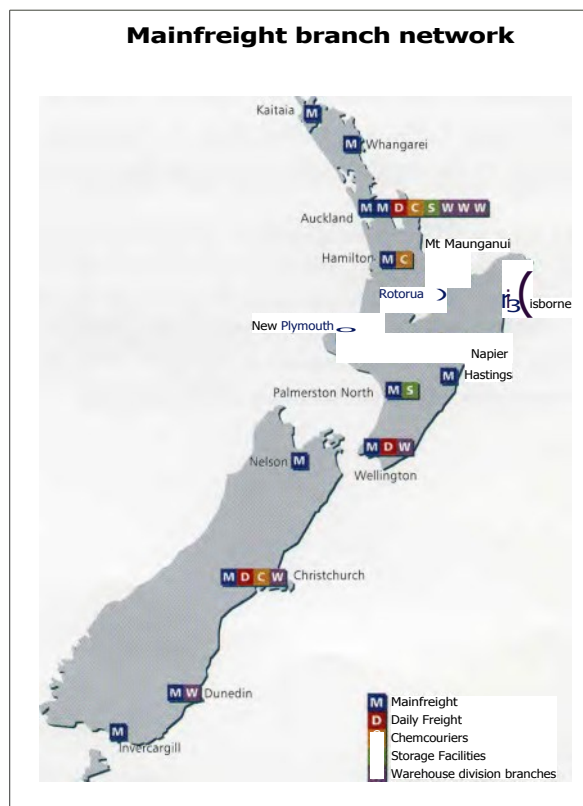 Mainfreight branch network
Kaitaia M
M Whangarei
M M D C S W W W
Auckland
Mt Maunganui
Hamilton M C
Rotorua
isborne
New Plymouth
Napier
M Hastings
Palmerston North M S
M D W
Nelson M
Wellington
M D C W Christchurch
M W Dunedin
M
Invercargill
M Mainfreight
D Daily Freight
Chemcouriers
Storage Facilities
Warehouse division branches